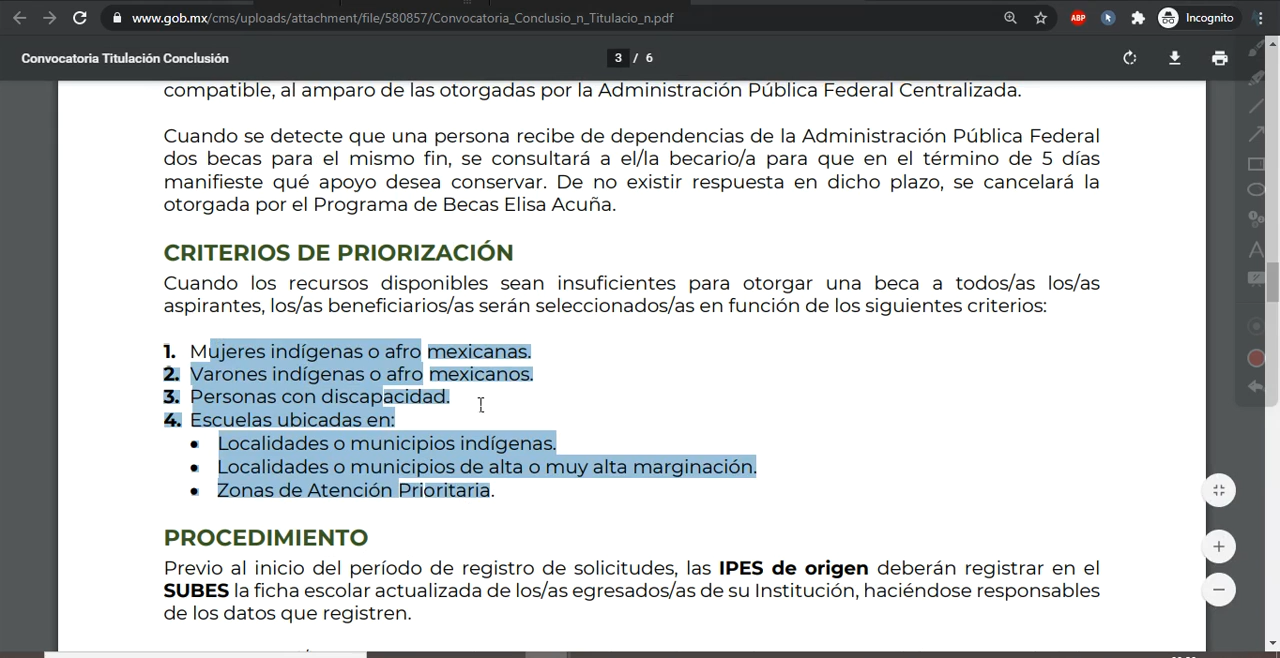 www.gob.mx/cms/uploads/attachment/file/580857/Convocatoria_Conclusio_n_Titulacio_n.pdf
ABP
Incognito
Convocatoria Titulación Conclusión
3 / 6
compatible, al amparo de las otorgadas por la Administración Pública Federal Centralizada.
Cuando se detecte que una persona recibe de dependencias de la Administración Pública Federal
dos becas para el mismo fin, se consultará a el/la becario/a para que en el término de 5 días
manifieste qué apoyo desea conservar. De no existir respuesta en dicho plazo, se cancelará la
otorgada por el Programa de Becas Elisa Acuña.
CRITERIOS DE PRIORIZACIÓN
Cuando los recursos disponibles sean insuficientes para otorgar una beca a todos/as los/as
aspirantes, los/as beneficiarios/as serán seleccionados/as en función de los siguientes criterios:
1. Mujeres indígenas o afro mexicanas.
2. Varones indígenas o afro mexicanos.
3. Personas con discapacidad.
4. Escuelas ubicadas en:
• Localidades o municipios indígenas.
• Localidades o municipios de alta o muy alta marginación.
• Zonas de Atención Prioritaria.
PROCEDIMIENTO
Previo al inicio del período de registro de solicitudes, las IPES de origen deberán registrar en el
SUBES la ficha escolar actualizada de los/as egresados/as de su Institución, haciéndose responsables
de los datos que registren.